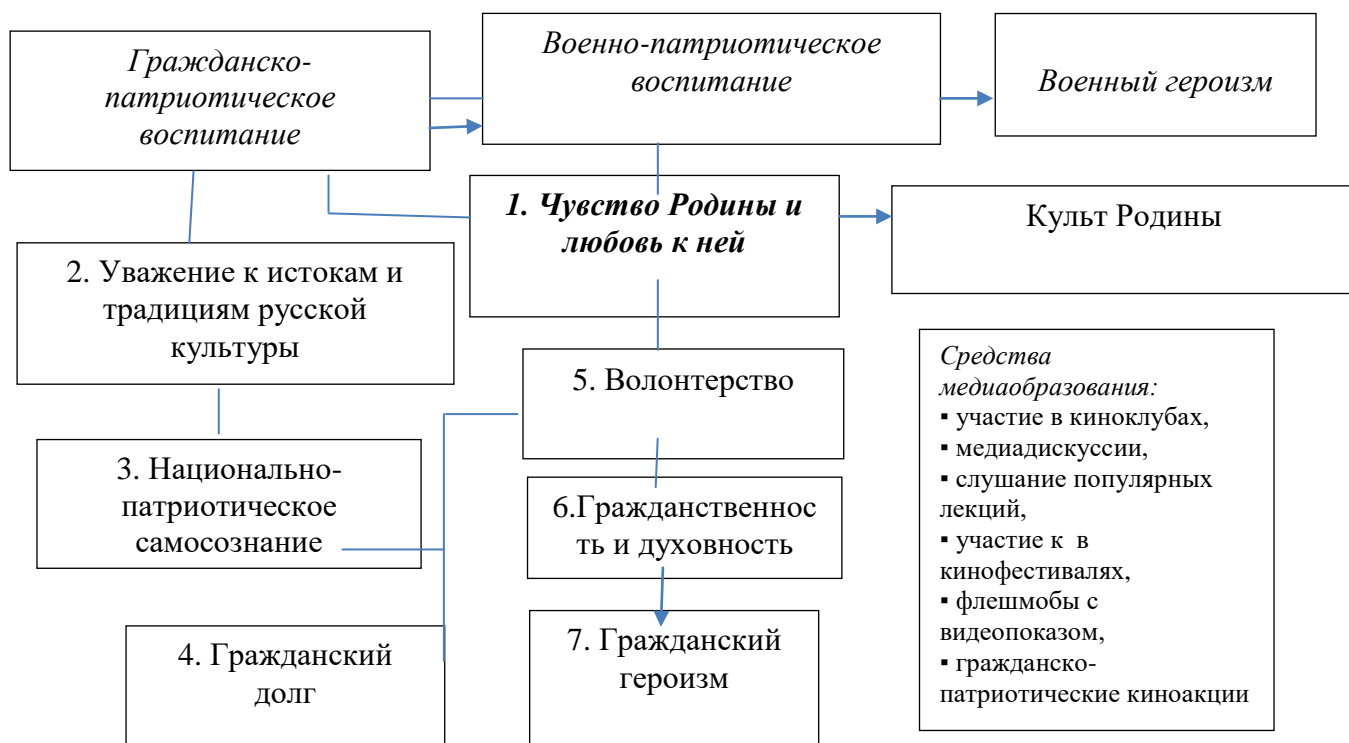 Гражданско-
патриотическое
воспитание
Военно-патриотическое
воспитание
Военный героизм
1. Чувство Родины и
любовь к ней
Культ Родины
2. Уважение к истокам и
традициям русской
культуры
3. Национально-
патриотическое
самосознание
4. Гражданский
долг
5. Волонтерство
6.Гражданственнос
ть и духовность
7. Гражданский
героизм
Средства
медиаобразования:
▪ участие в киноклубах,
▪ медиадискуссии,
▪ слушание популярных
лекций,
▪ участие к в
кинофестивалях,
▪ флешмобы с
видеопоказом,
▪ гражданско-
патриотические киноакции